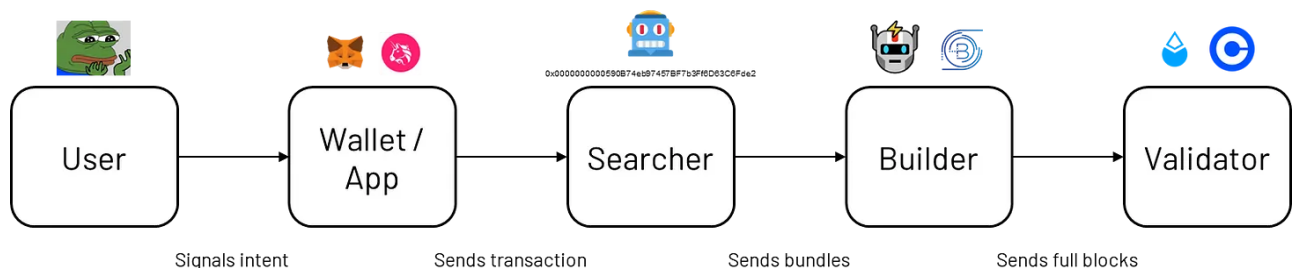 0x0000000000590B74eb97457BF7b3Ff6D63C6Fde2
User
Wallet /
App
Searcher
Builder
Validator
Signals intent
Sends transaction
Sends bundles
Sends full blocks